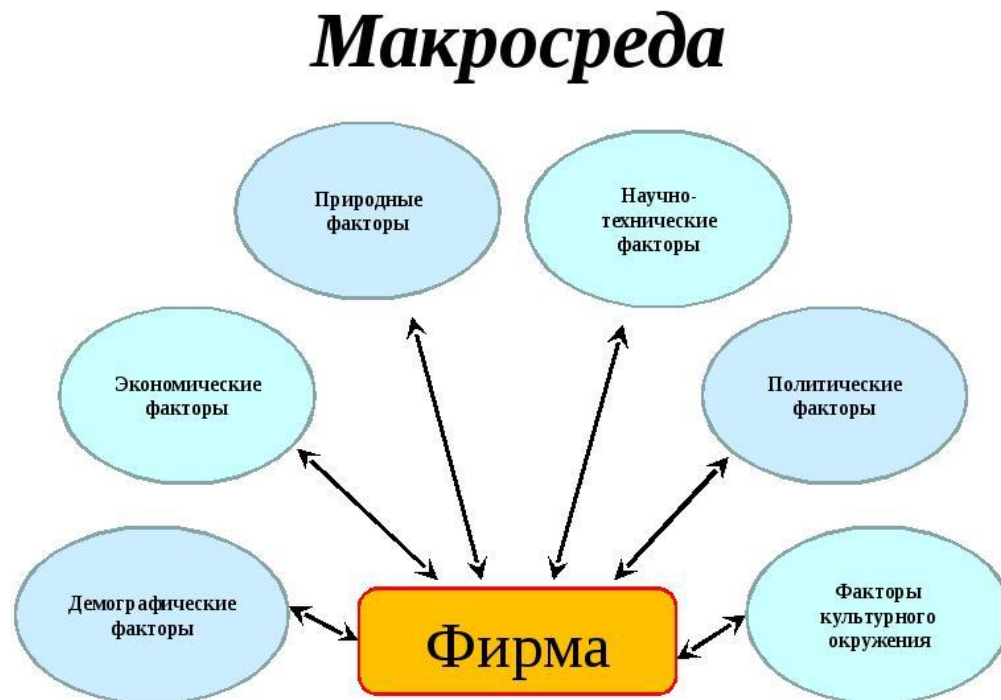 Макросреда
Природные
факторы
Научно-
технические
факторы
Экономические
факторы
Политические
факторы
Демографические
факторы
Фирма
Факторы
культурного
окружения